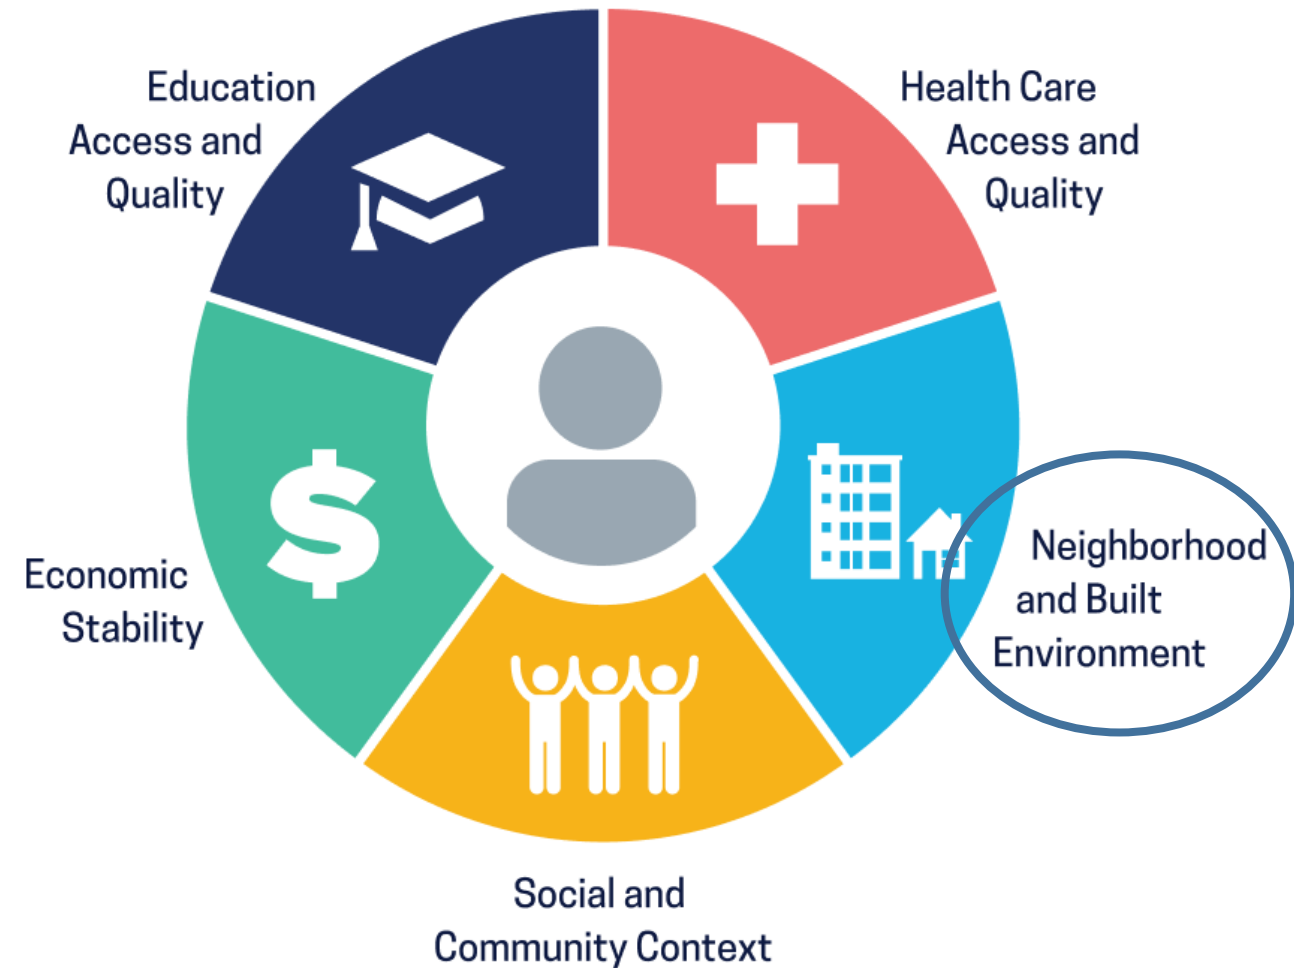 Education
Access and
Quality
Health Care
Access and
Quality
$
Economic
Stability
Neighborhood
and Built
Environment
Social and
Community Context